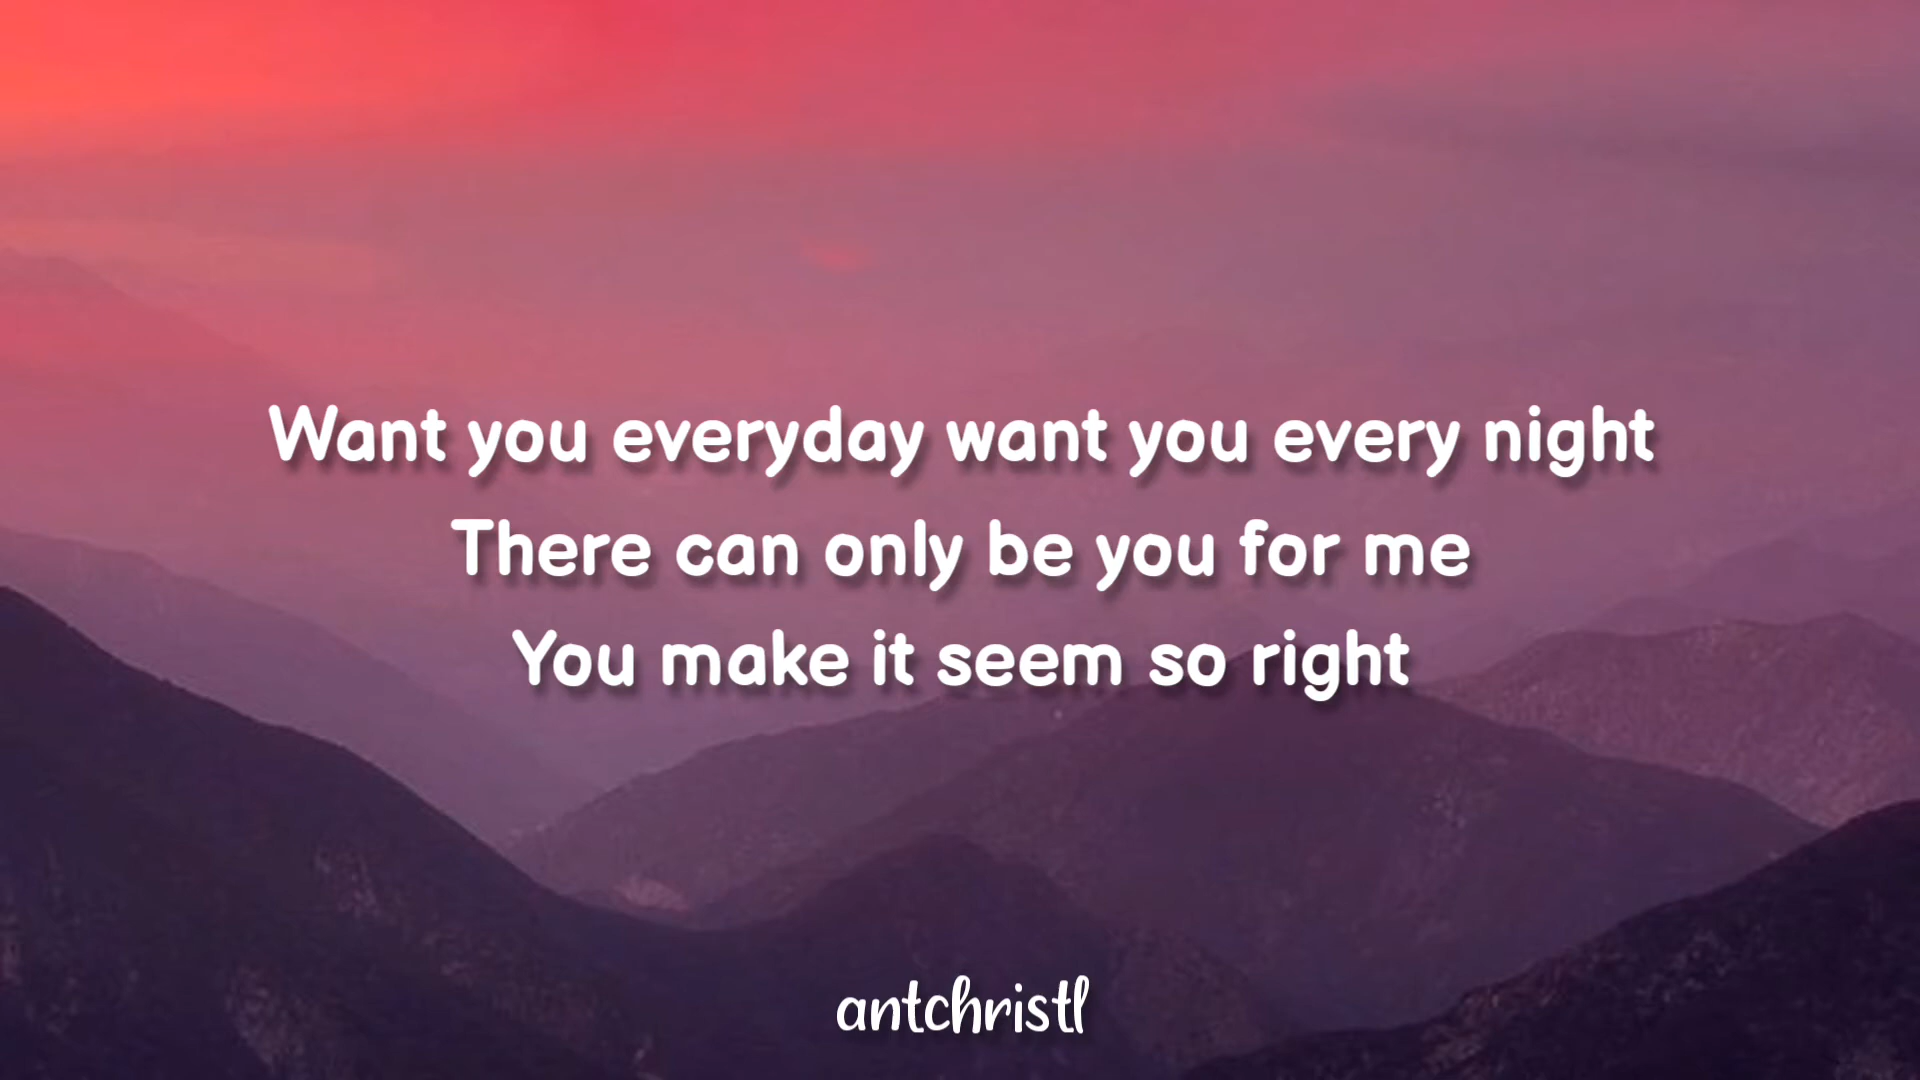 Want you everyday want you every night
There can only be you for me
You make it seem so right
antchristl